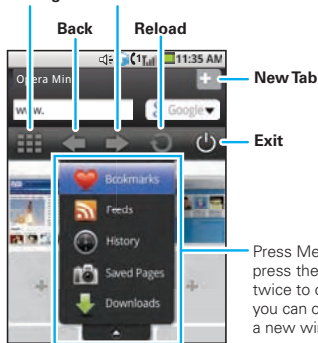 Back
Reload
11:35 AM
Opera Min
New Tab
www.
Google
Exit
Bookmarks
Feeds
History
Saved Pages
Downloads
Press Me
press the
twice to o
you can o
a new wi